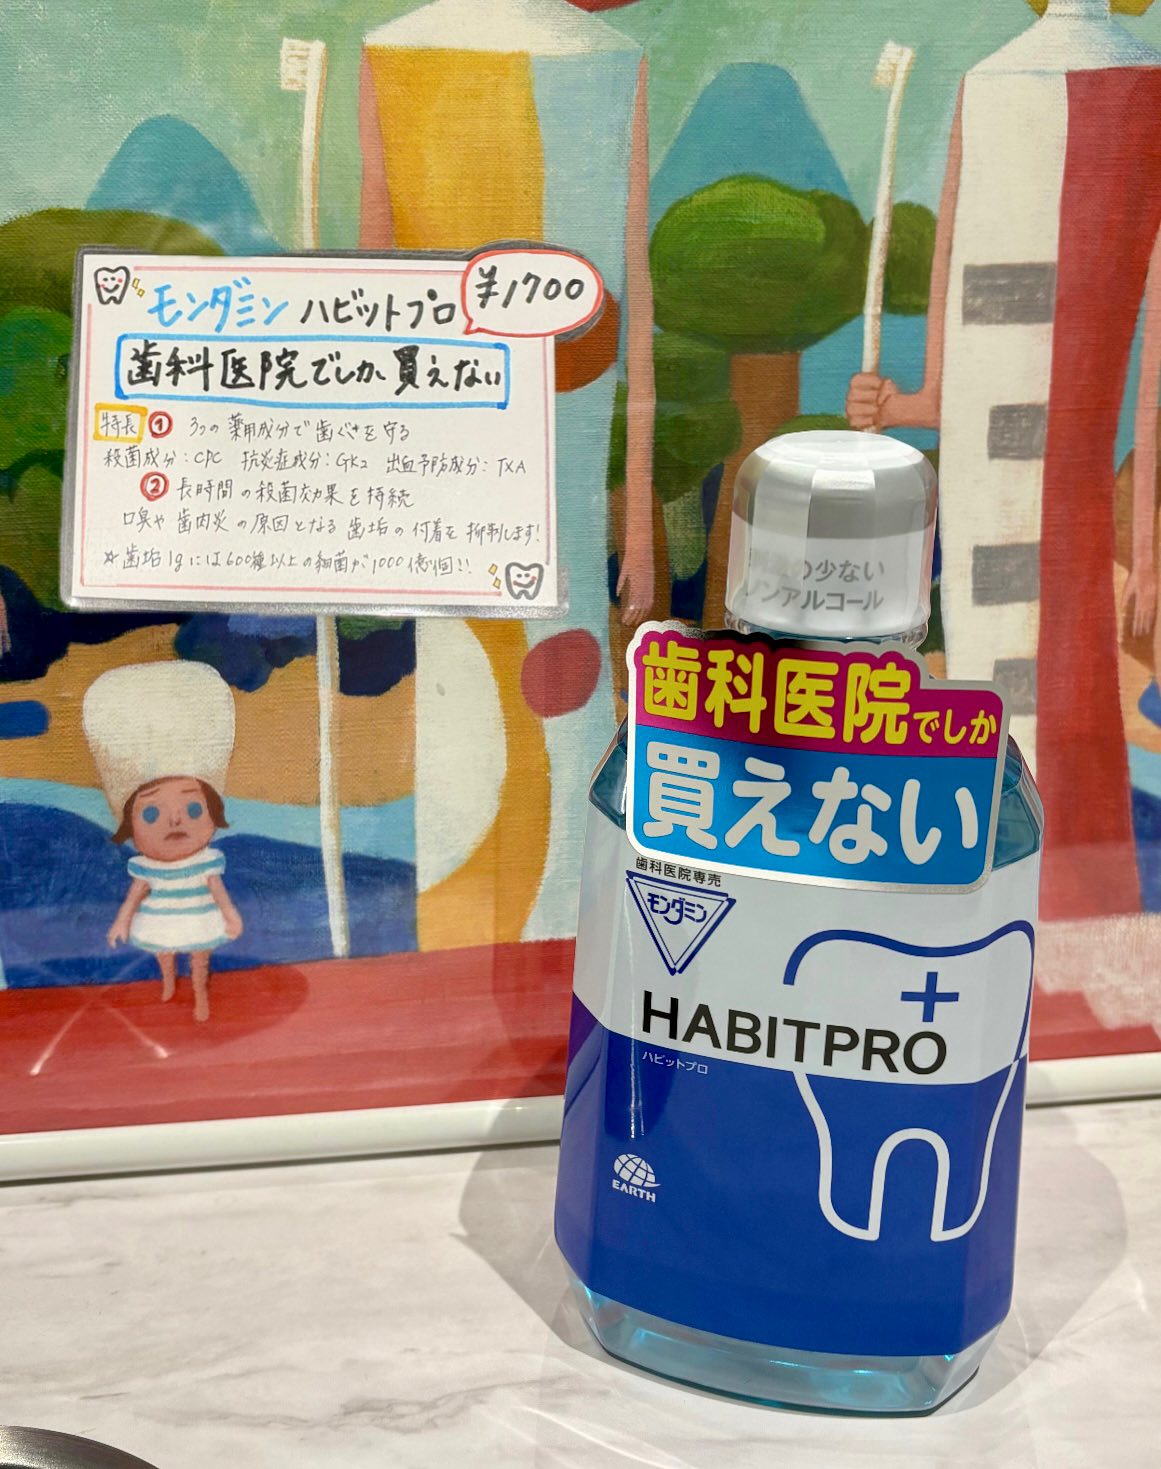 モンダミン ハビットプロ
¥1700
歯科医院でしか買えない
特長 ① 3つの薬用成分で歯ぐきを守る
殺菌成分:CPC 抗炎症成分:GK2 出血予防成分:TXA
② 長時間の殺菌効果を持続
口臭や歯肉炎の原因となる歯垢の付着を抑制します!
☆歯垢1gには600種以上の細菌が1000億個!!
の少ない
ノンアルコール
歯科医院でしか
買えない
歯科医院専売
モンダミン
HABITPRO
ハビットプロ
EARTH